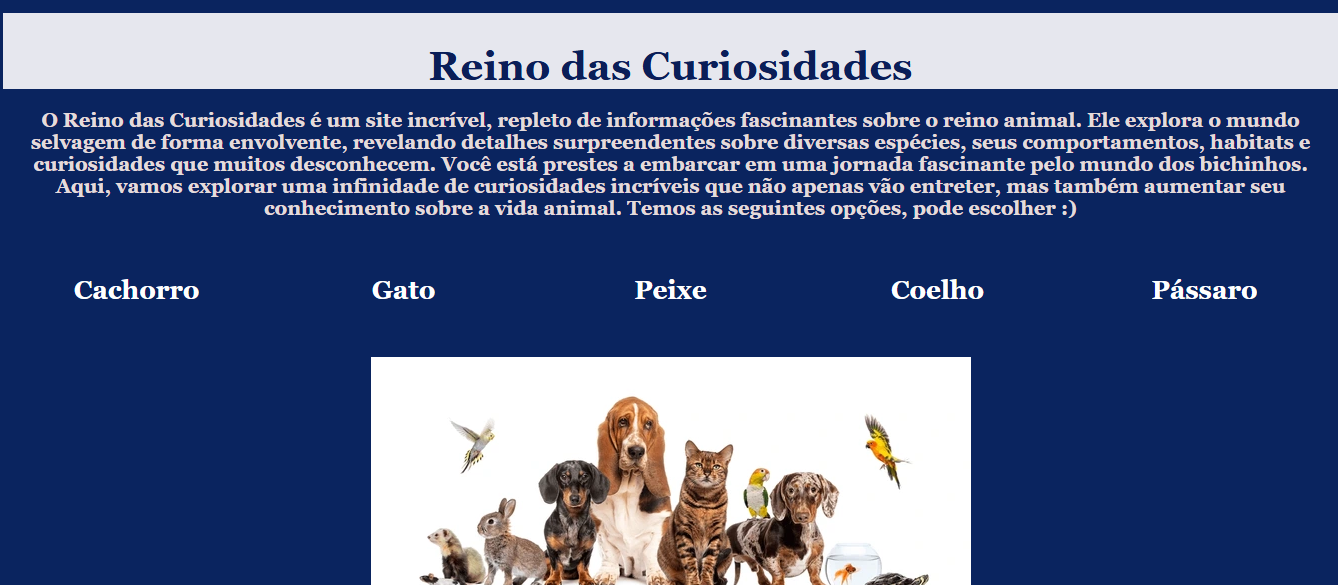 Reino das Curiosidades
O Reino das Curiosidades é um site incrível, repleto de informações fascinantes sobre o reino animal. Ele explora o mundo
selvagem de forma envolvente, revelando detalhes surpreendentes sobre diversas espécies, seus comportamentos, habitats e
curiosidades que muitos desconhecem. Você está prestes a embarcar em uma jornada fascinante pelo mundo dos bichinhos.
Aqui, vamos explorar uma infinidade de curiosidades incríveis que não apenas vão entreter, mas também aumentar seu
conhecimento sobre a vida animal. Temos as seguintes opções, pode escolher :)
Cachorro Gato Peixe Coelho Pássaro